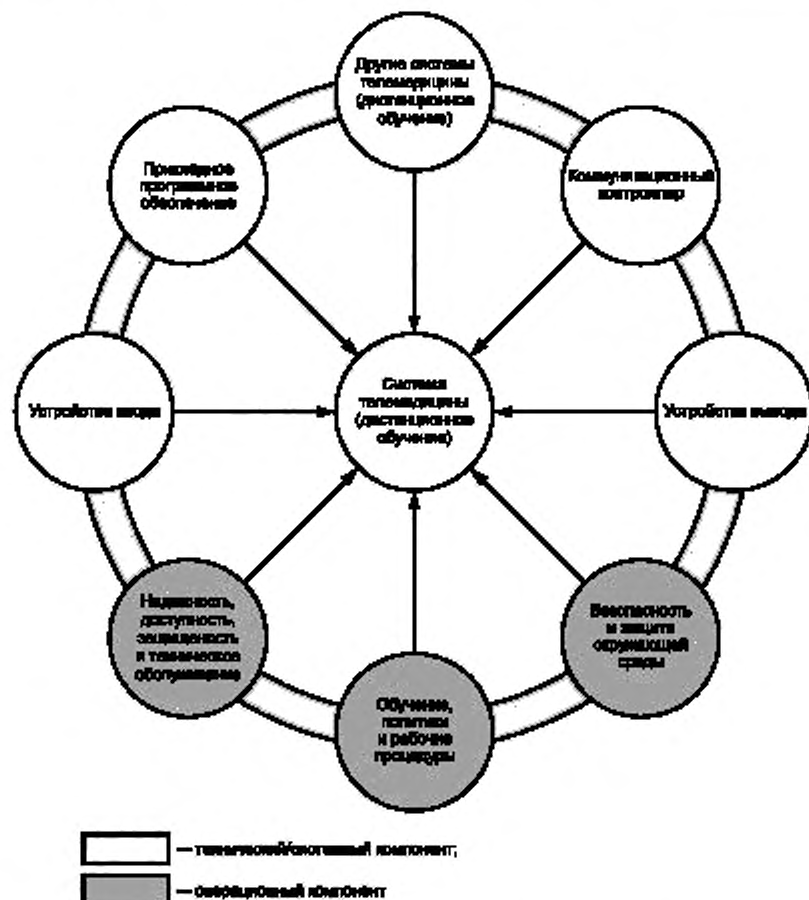 Другие системы
телемедицины
(дистанционное
обучение)
Прикладное
программное
обеспечение
Коммуникационный
контроллер
Устройства ввода
Система
телемедицины
(дистанционное
обучение)
Устройства вывода
Надежность,
доступность,
защищенность
и техническое
обслуживание
Обучение,
политики
и рабочие
процедуры
Безопасность
и защита
окружающей
среды
— технический/системный компонент;
— операционный компонент